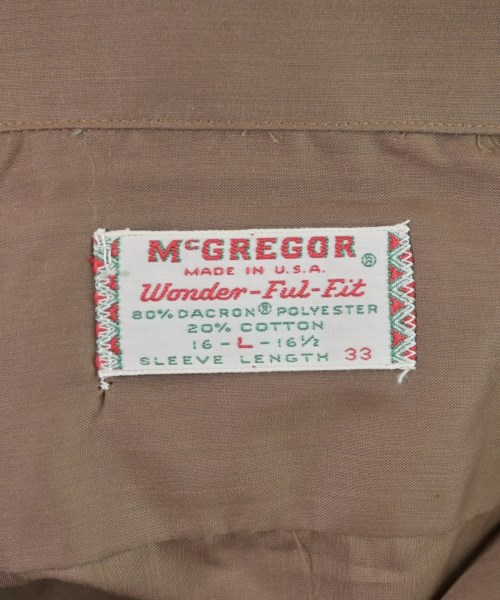 McGREGOR®
MADE IN U.S.A.
Wonder-Ful-Fit
80% DACRON® POLYESTER
20% COTTON
16-L-16½
SLEEVE LENGTH 33